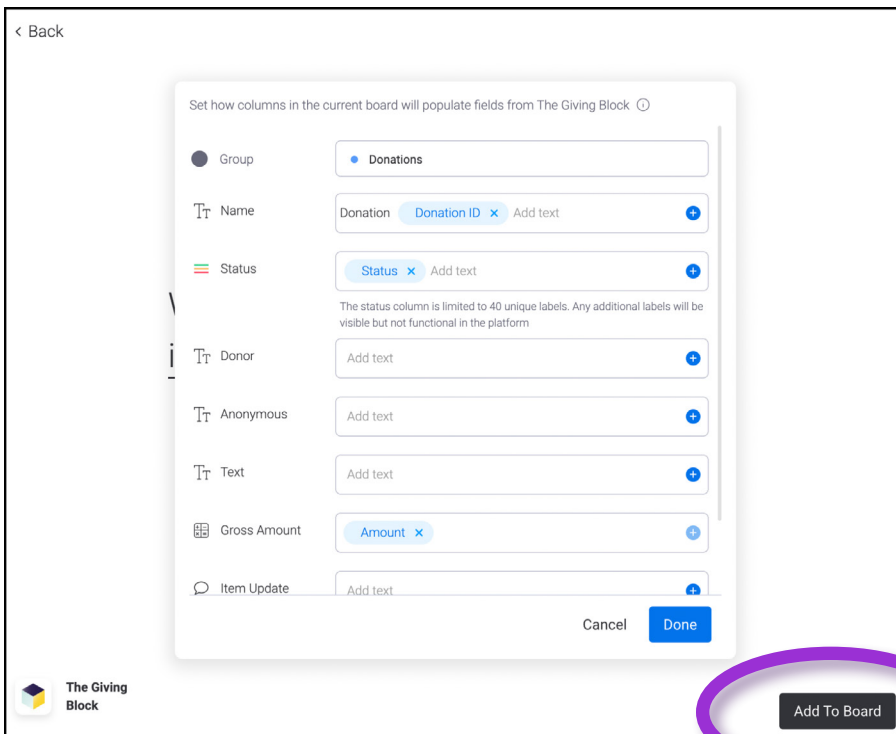 < Back
Set how columns in the current board will populate fields from The Giving Block
Group
Donations
Name
Donation Donation ID × Add text
Status
Status × Add text
The status column is limited to 40 unique labels. Any additional labels will be
visible but not functional in the platform
Donor
Add text
Anonymous
Add text
Text
Add text
Gross Amount
Amount ×
Item Update
Add text
Cancel
Done
The Giving
Block
Add To Board